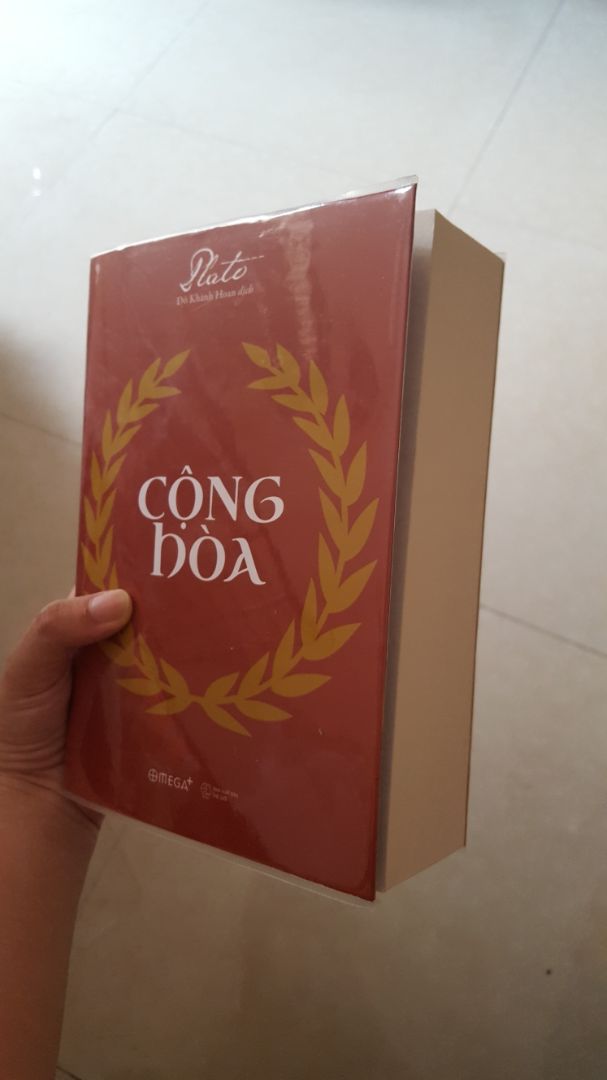 Plato
Đỗ Khánh Hoan dịch
CỘNG
HÒA
OMEGA+